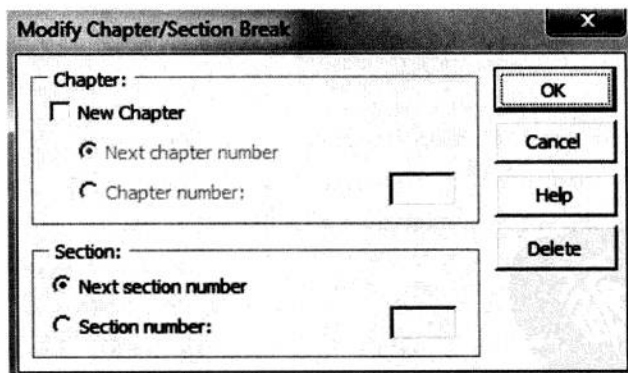 Modify Chapter/Section Break
X
Chapter:
New Chapter
Next chapter number
Chapter number:
Section:
Next section number
Section number:
OK
Cancel
Help
Delete